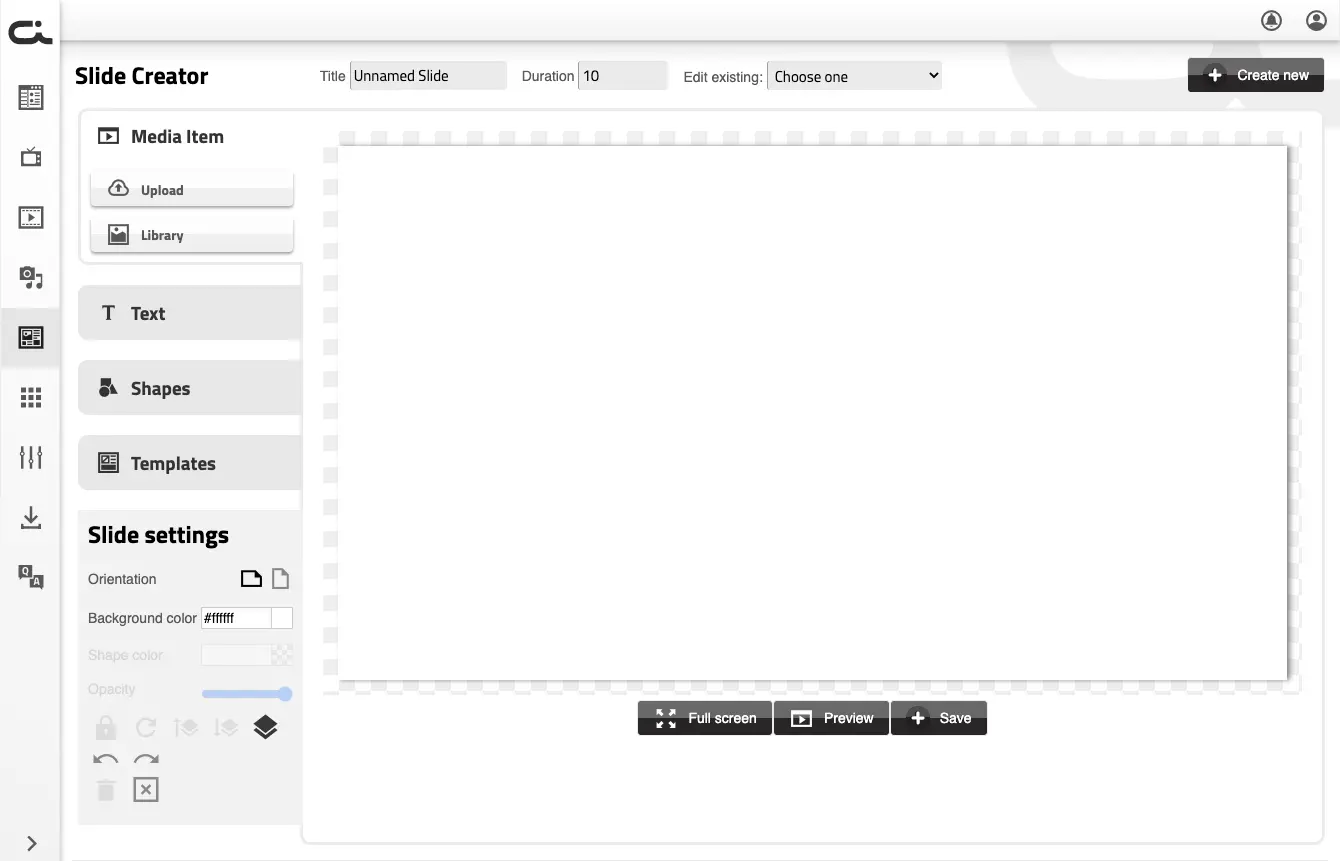 Slide Creator
Title Unnamed Slide Duration 10 Edit existing: Choose one Create new
Media Item
Upload
Library
Text
Shapes
Templates
Slide settings
Orientation
Background color #ffffff
Shape color
Opacity
Full screen Preview Save
Q
A